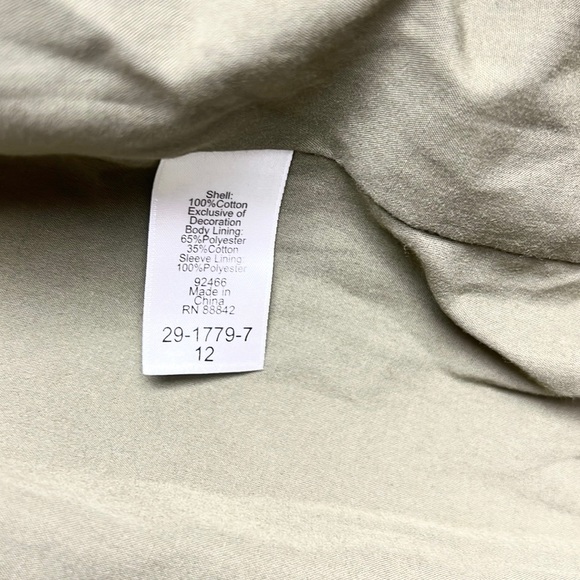 Shell:
100%Cotton
Exclusive of
Decoration
Body Lining:
65%Polyester
35%Cotton
Sleeve Lining:
100%Polyester
92466
Made in
China
RN 88842
29-1779-7
12